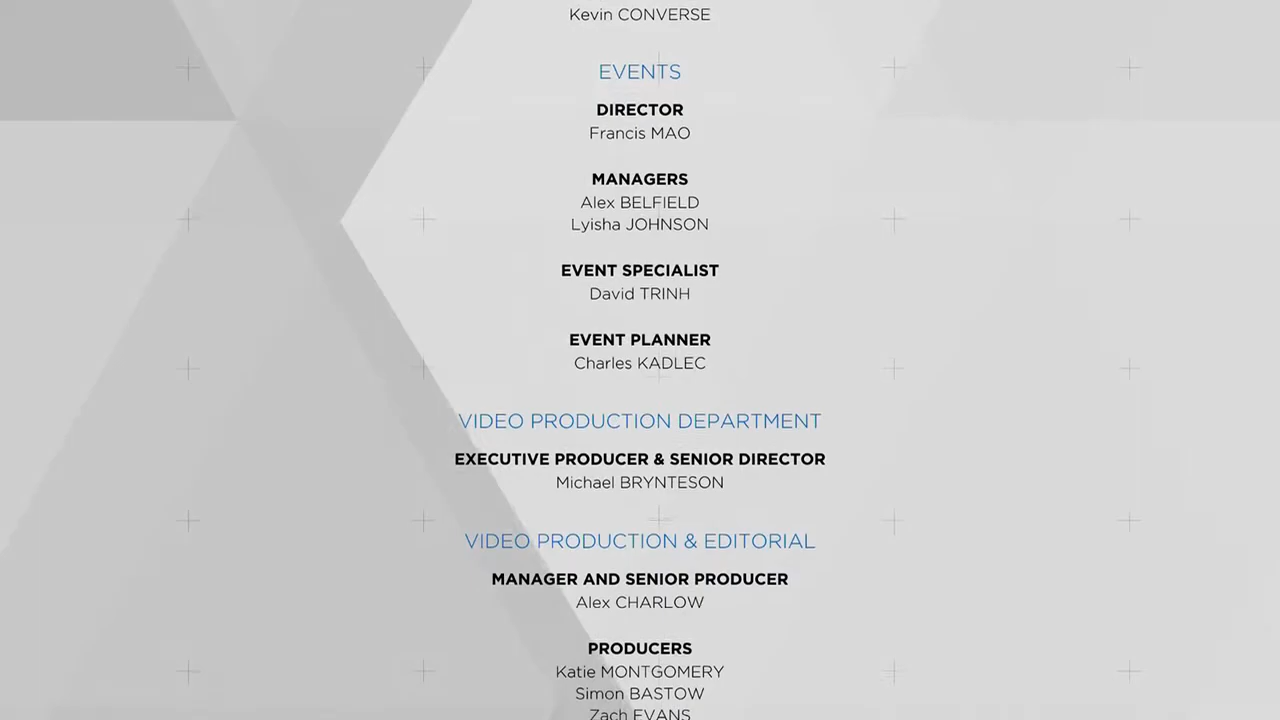 Kevin CONVERSE
EVENTS
DIRECTOR
Francis MAO
MANAGERS
Alex BELFIELD
Lyisha JOHNSON
EVENT SPECIALIST
David TRINH
EVENT PLANNER
Charles KADLEC
VIDEO PRODUCTION DEPARTMENT
EXECUTIVE PRODUCER & SENIOR DIRECTOR
Michael BRYNTESON
VIDEO PRODUCTION & EDITORIAL
MANAGER AND SENIOR PRODUCER
Alex CHARLOW
PRODUCERS
Katie MONTGOMERY
Simon BASTOW
Zach EVANS